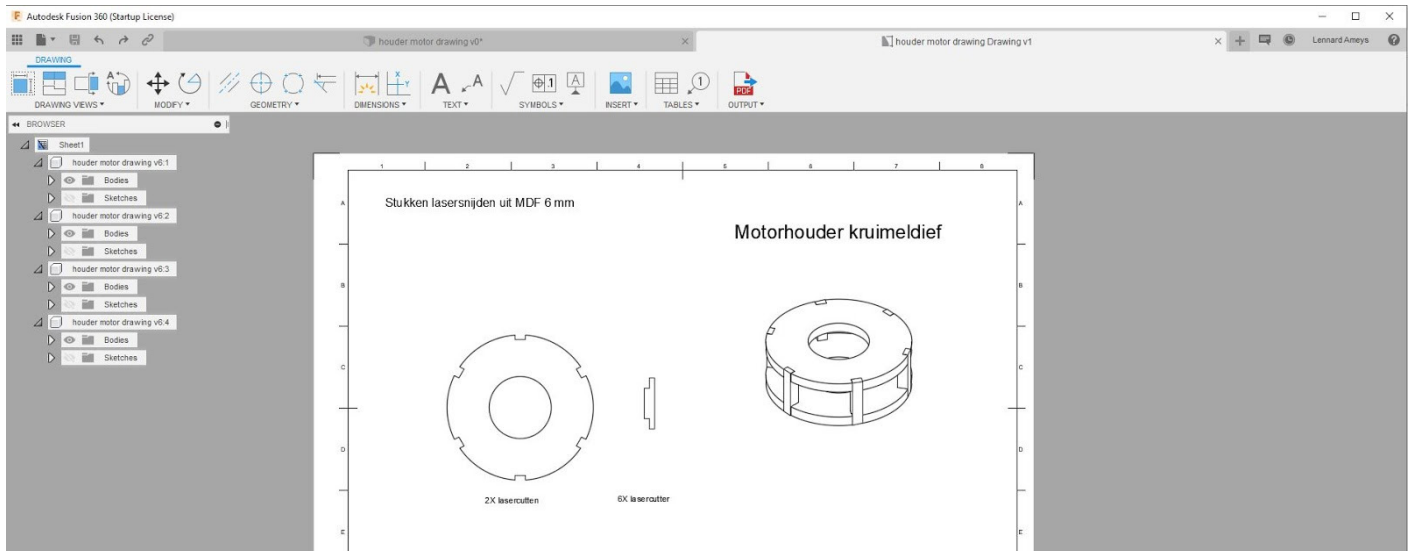 Autodesk Fusion 360 (Startup License)
houder motor drawing v0*
houder motor drawing Drawing v1
Lennard Ameys
DRAWING
DRAWING VIEWS
MODIFY
GEOMETRY
DIMENSIONS
TEXT
SYMBOLS
INSERT
TABLES
OUTPUT
BROWSER
Sheet1
houder motor drawing v6:1
Bodies
Sketches
houder motor drawing v6:2
Bodies
Sketches
houder motor drawing v6:3
Bodies
Sketches
houder motor drawing v6:4
Bodies
Sketches
1 2 3 4 5 6 7 8
A A
Stukken lasersnijden uit MDF 6 mm
Motorhouder kruimeldief
B B
C C
D D
2X lasercutten
6X lasercutter
E E